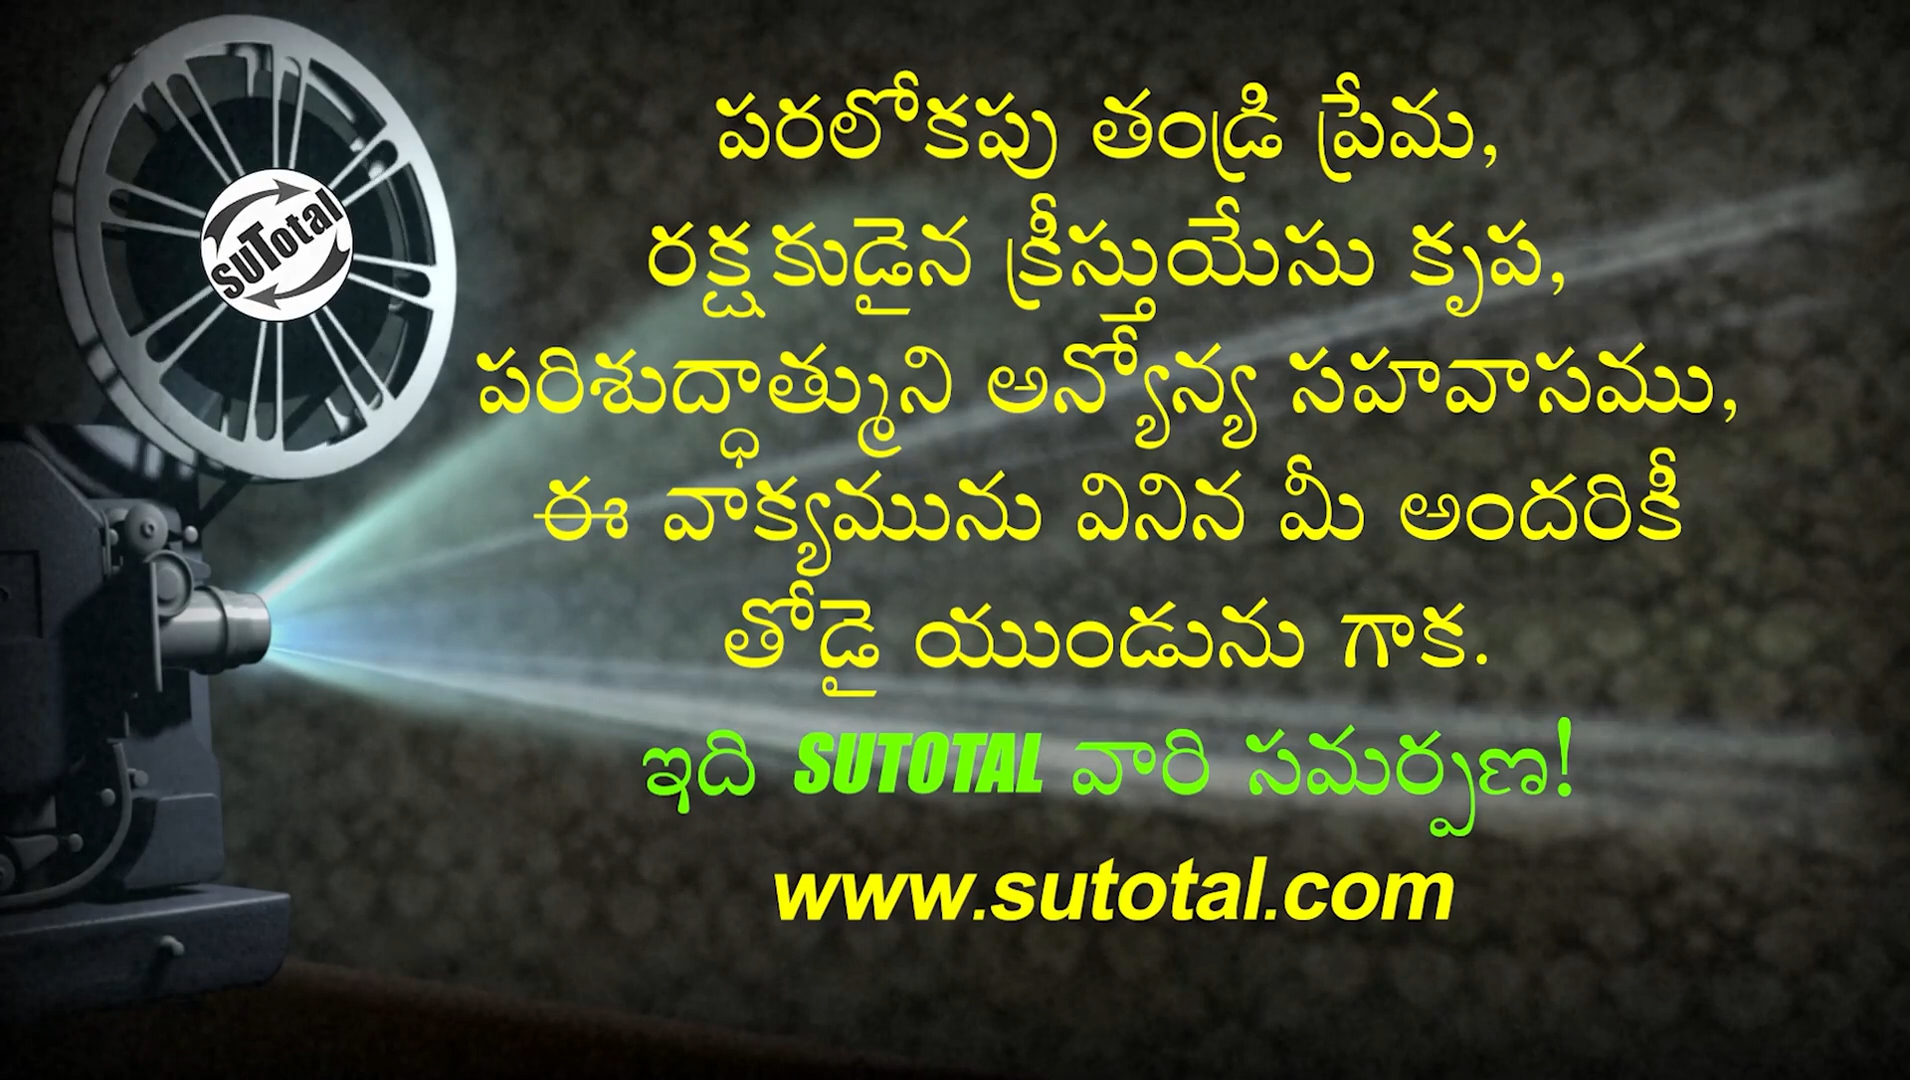 suTotal
పరలోకపు తండ్రి ప్రేమ,
రక్షకుడైన క్రీస్తుయేసు కృప,
పరిశుద్ధాత్ముని అన్యోన్య సహవాసము,
ఈ వాక్యమును వినిన మీ అందరికీ
తోడై యుండును గాక.
ఇది SUTOTAL వారి సమర్పణ!
www.sutotal.com